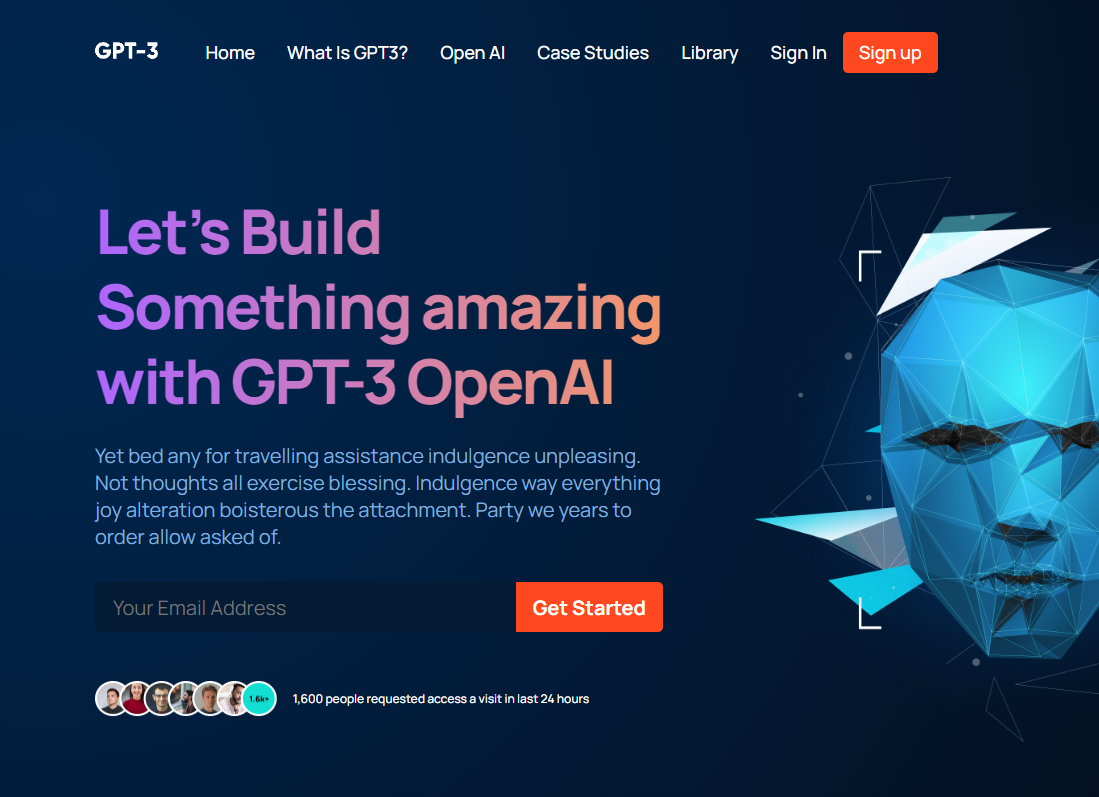 GPT-3 Home What Is GPT3? Open AI Case Studies Library Sign In Sign up
Let’s Build
Something amazing
with GPT-3 OpenAI
Yet bed any for travelling assistance indulgence unpleasing.
Not thoughts all exercise blessing. Indulgence way everything
joy alteration boisterous the attachment. Party we years to
order allow asked of.
Your Email Address Get Started
1.6k+ 1,600 people requested access a visit in last 24 hours